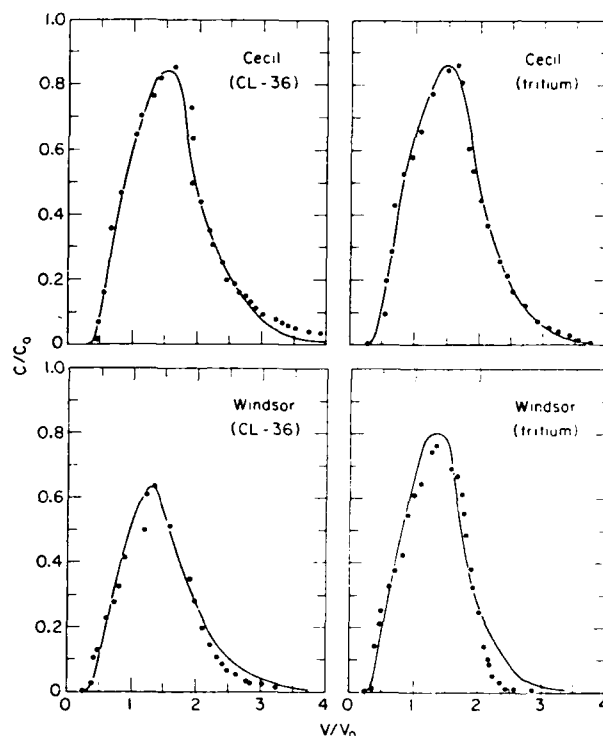 1.0
0.8
0.6
0.4
0.2
0
Cecil
(CL-36)
Cecil
(tritium)
C/C₀
1.0
0.8
0.6
0.4
0.2
0
Windsor
(CL-36)
Windsor
(tritium)
0 1 2 3 4 0 1 2 3 4
V/V₀